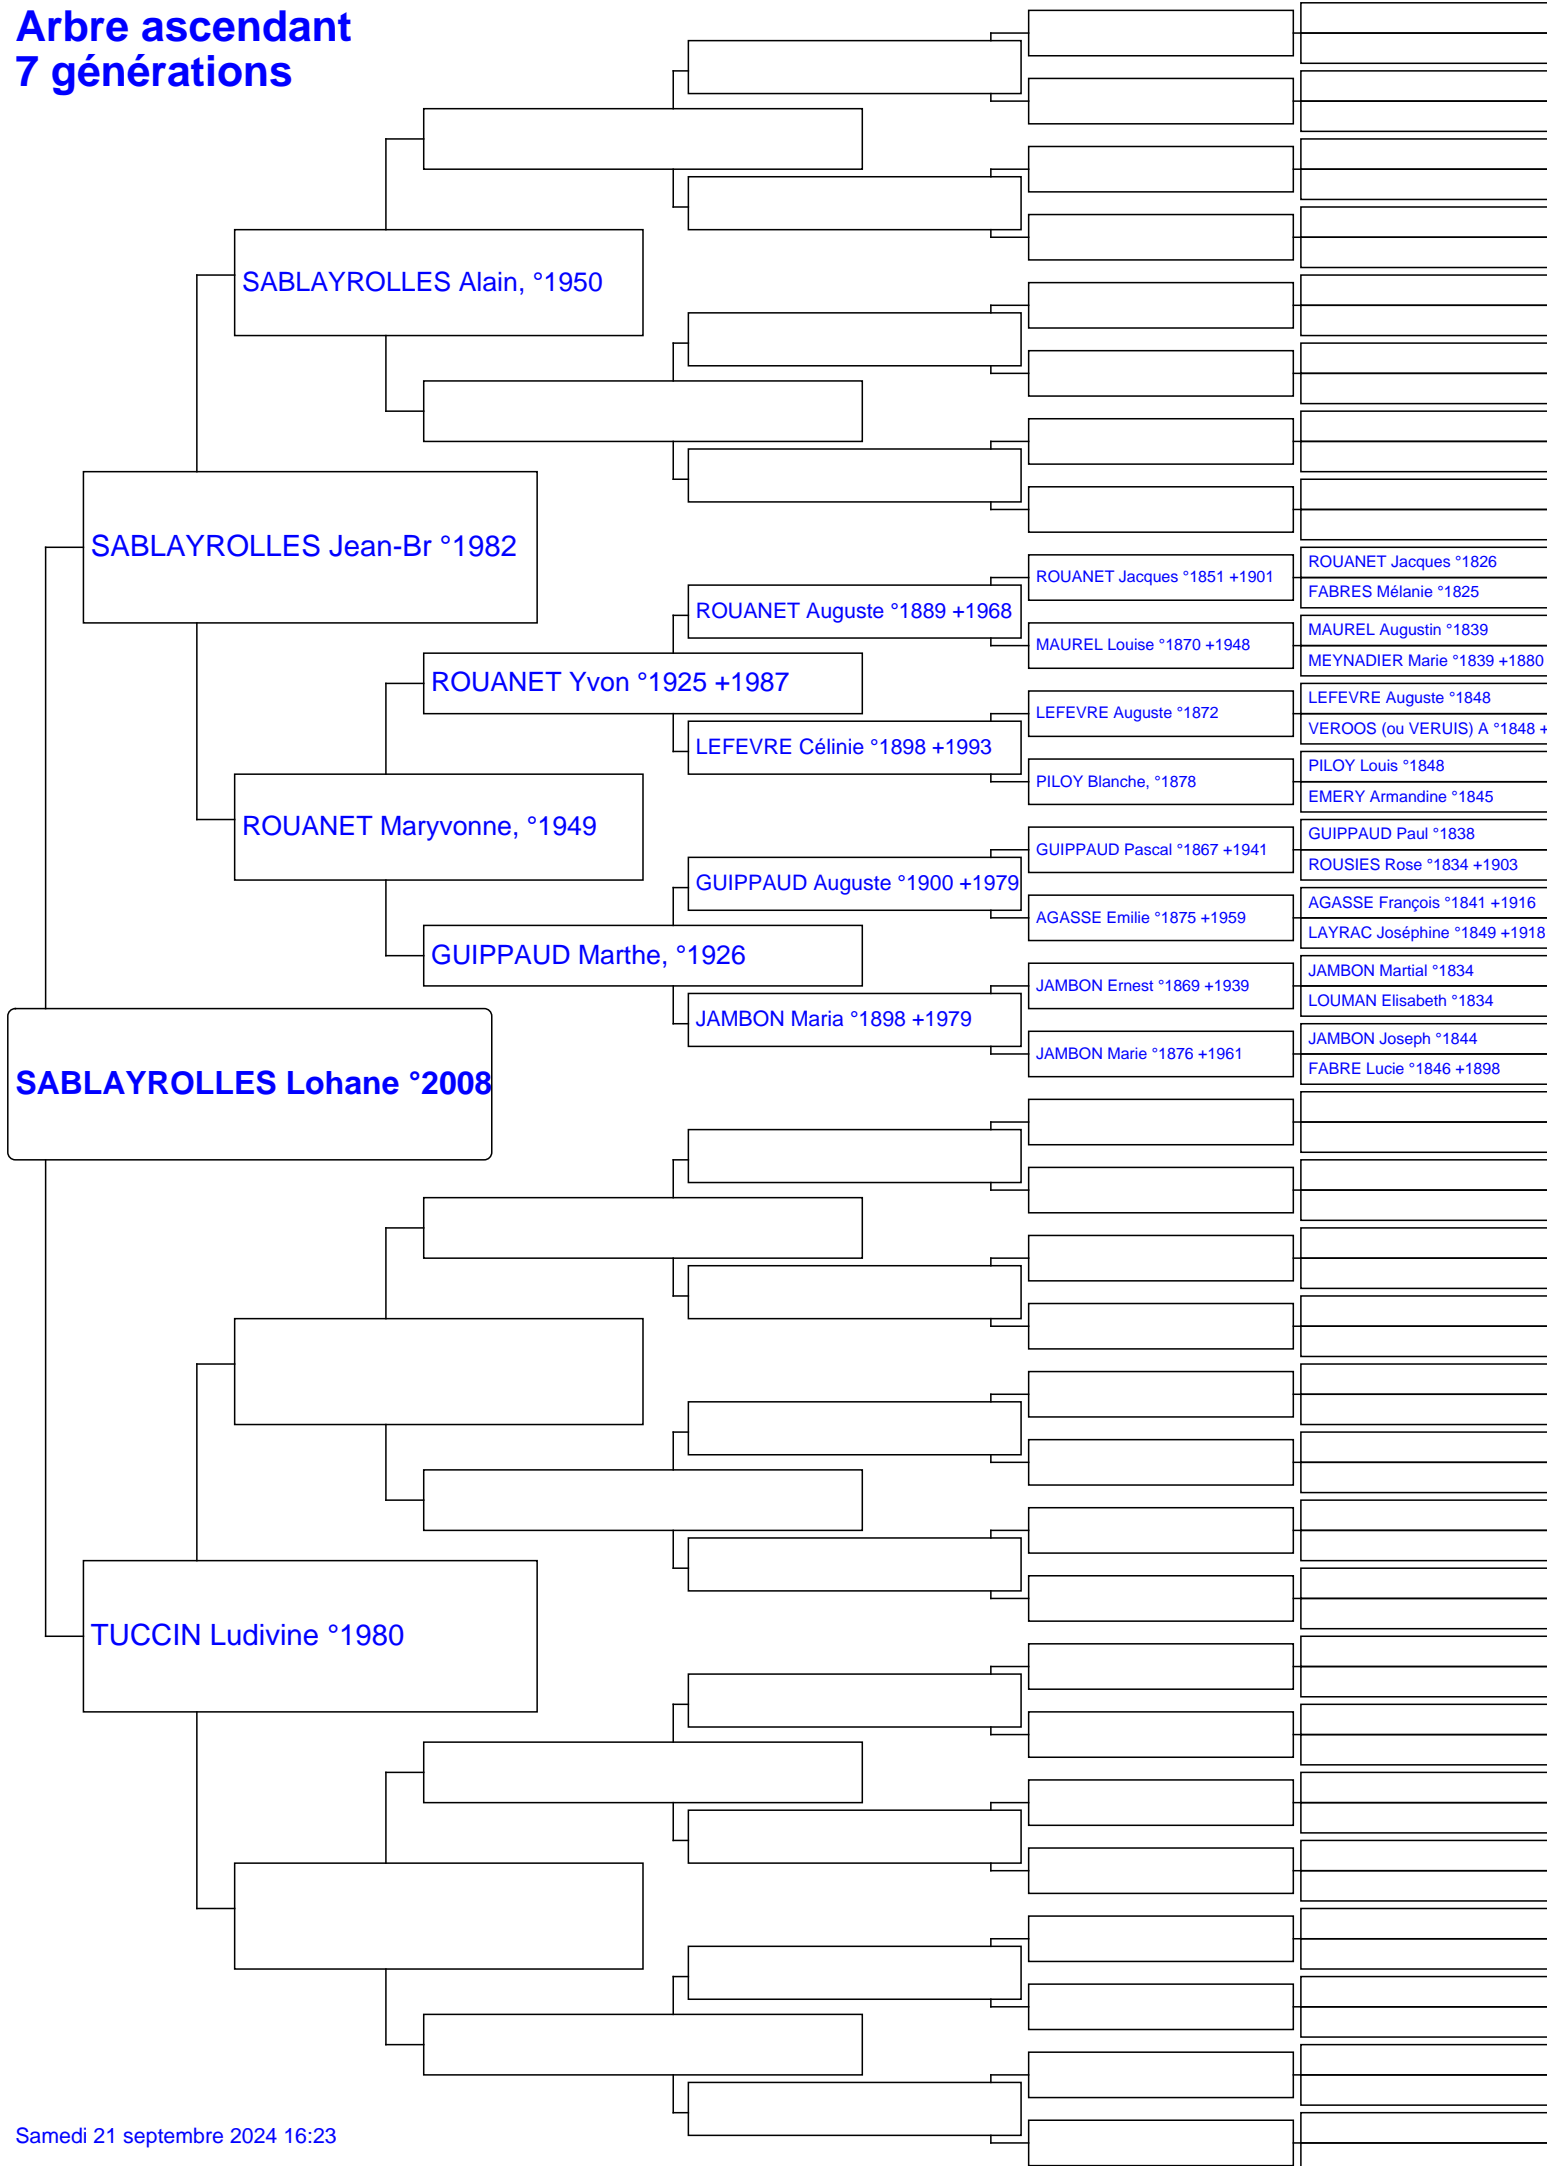 Arbre ascendant
7 générations
SABLAYROLLES Alain, °1950
SABLAYROLLES Jean-Br °1982
ROUANET Jacques °1826
ROUANET Jacques °1851 +1901
FABRES Mélanie °1825
ROUANET Auguste °1889 +1968
MAUREL Augustin °1839
MAUREL Louise °1870 +1948
MEYNADIER Marie °1839 +1880
ROUANET Yvon °1925 +1987
LEFEVRE Auguste °1848
LEFEVRE Auguste °1872
VEROOS (ou VERUIS) A °1848 +
LEFEVRE Célinie °1898 +1993
PILOY Louis °1848
PILOY Blanche, °1878
EMERY Armandine °1845
ROUANET Maryvonne, °1949
GUIPPAUD Paul °1838
GUIPPAUD Pascal °1867 +1941
ROUSIES Rose °1834 +1903
GUIPPAUD Auguste °1900 +1979
AGASSE François °1841 +1916
AGASSE Emilie °1875 +1959
LAYRAC Joséphine °1849 +1918
GUIPPAUD Marthe, °1926
JAMBON Martial °1834
JAMBON Ernest °1869 +1939
LOUMAN Elisabeth °1834
JAMBON Maria °1898 +1979
JAMBON Joseph °1844
JAMBON Marie °1876 +1961
FABRE Lucie °1846 +1898
SABLAYROLLES Lohane °2008
TUCCIN Ludivine °1980
Samedi 21 septembre 2024 16:23